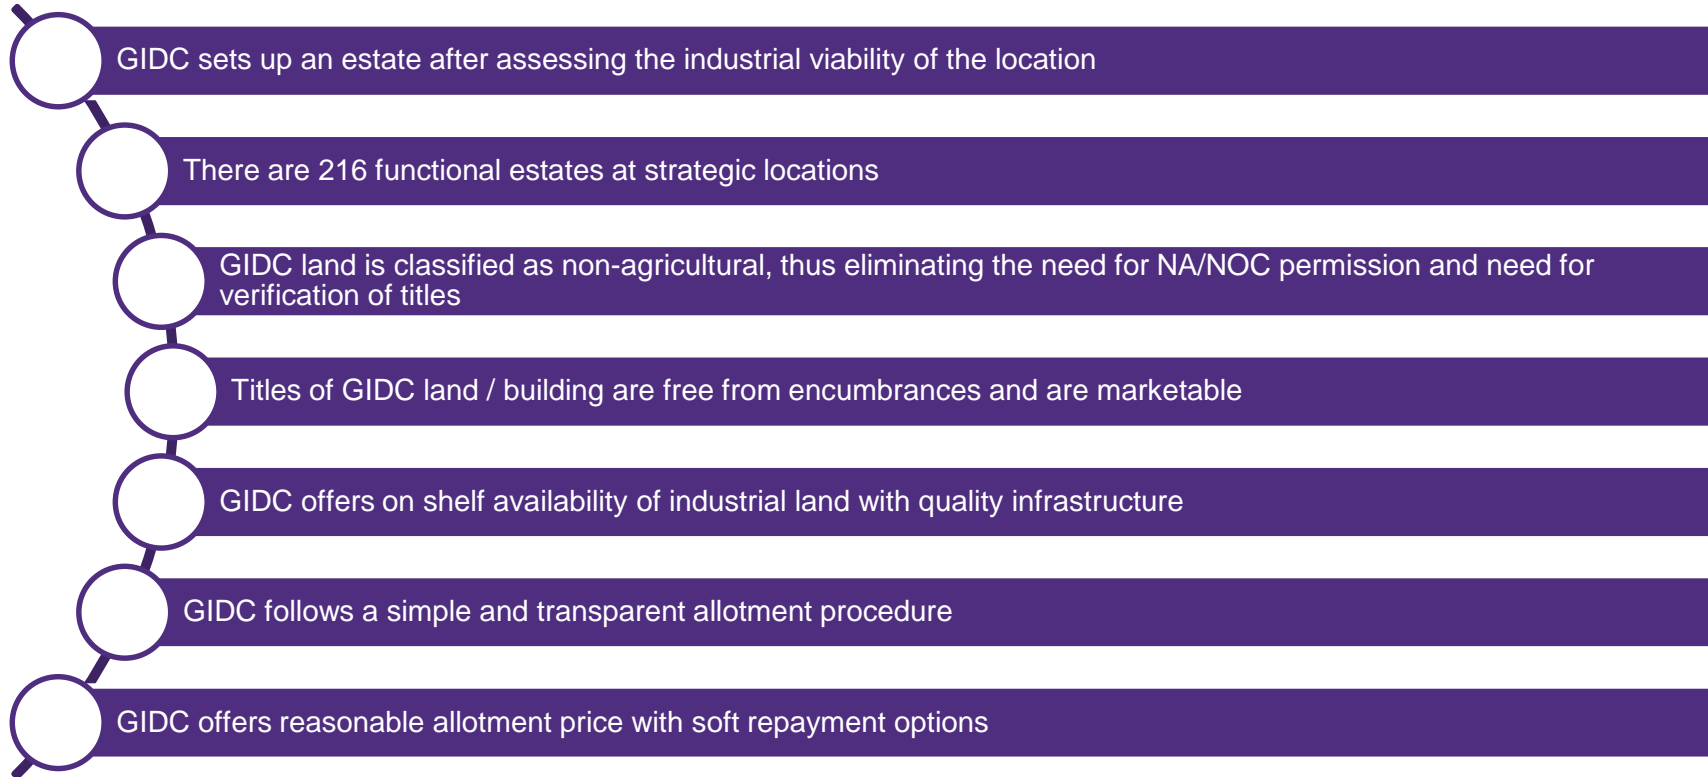 GIDC sets up an estate after assessing the industrial viability of the location
There are 216 functional estates at strategic locations
GIDC land is classified as non-agricultural, thus eliminating the need for NA/NOC permission and need for
verification of titles
Titles of GIDC land / building are free from encumbrances and are marketable
GIDC offers on shelf availability of industrial land with quality infrastructure
GIDC follows a simple and transparent allotment procedure
GIDC offers reasonable allotment price with soft repayment options